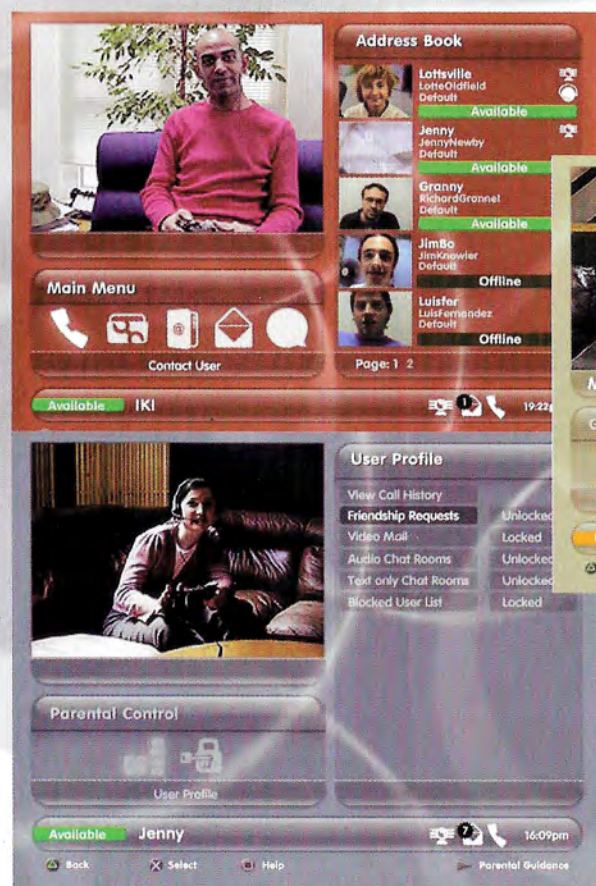 Address Book
Lottsville
LotteOldfield
Default
Available
Jenny
JennyNewby
Default
Available
Granny
RichardGrannel
Default
Available
JimBo
JimKnowler
Default
Offline
Luisfer
LuisFernandez
Default
Offline
Page: 1 2
Main Menu
Contact User
Available IKI
1
19:22
User Profile
View Call History
Friendship Requests Unlocked
Video Mail Locked
Audio Chat Rooms Unlocked
Text only Chat Rooms Unlocked
Blocked User List Locked
Parental Control
User Profile
Available Jenny
7
16:09pm
Back Select Help Parental Guidance
M
G